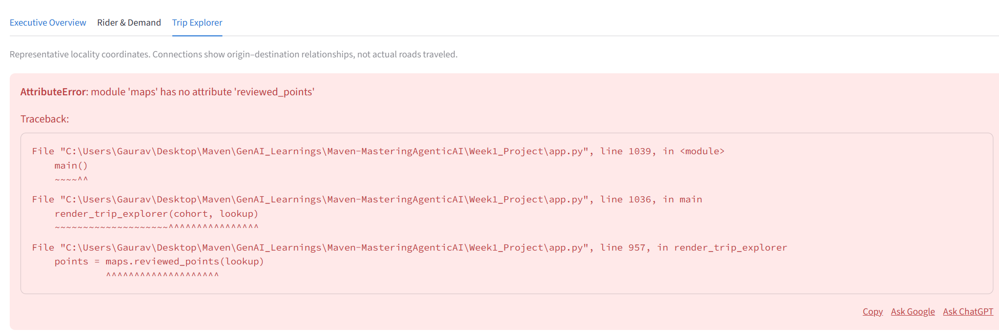 Executive Overview Rider & Demand Trip Explorer
Representative locality coordinates. Connections show origin–destination relationships, not actual roads traveled.
AttributeError: module 'maps' has no attribute 'reviewed_points'
Traceback:
File "C:\Users\Gaurav\Desktop\Maven\GenAI_Learnings\Maven-MasteringAgenticAI\Week1_Project\app.py", line 1039, in <module>
    main()
    ~~~~^^
File "C:\Users\Gaurav\Desktop\Maven\GenAI_Learnings\Maven-MasteringAgenticAI\Week1_Project\app.py", line 1036, in main
    render_trip_explorer(cohort, lookup)
    ~~~~~~~~~~~~~~~~~~~~^^^^^^^^^^^^^^^^
File "C:\Users\Gaurav\Desktop\Maven\GenAI_Learnings\Maven-MasteringAgenticAI\Week1_Project\app.py", line 957, in render_trip_explorer
    points = maps.reviewed_points(lookup)
             ^^^^^^^^^^^^^^^^^^^^
Copy Ask Google Ask ChatGPT